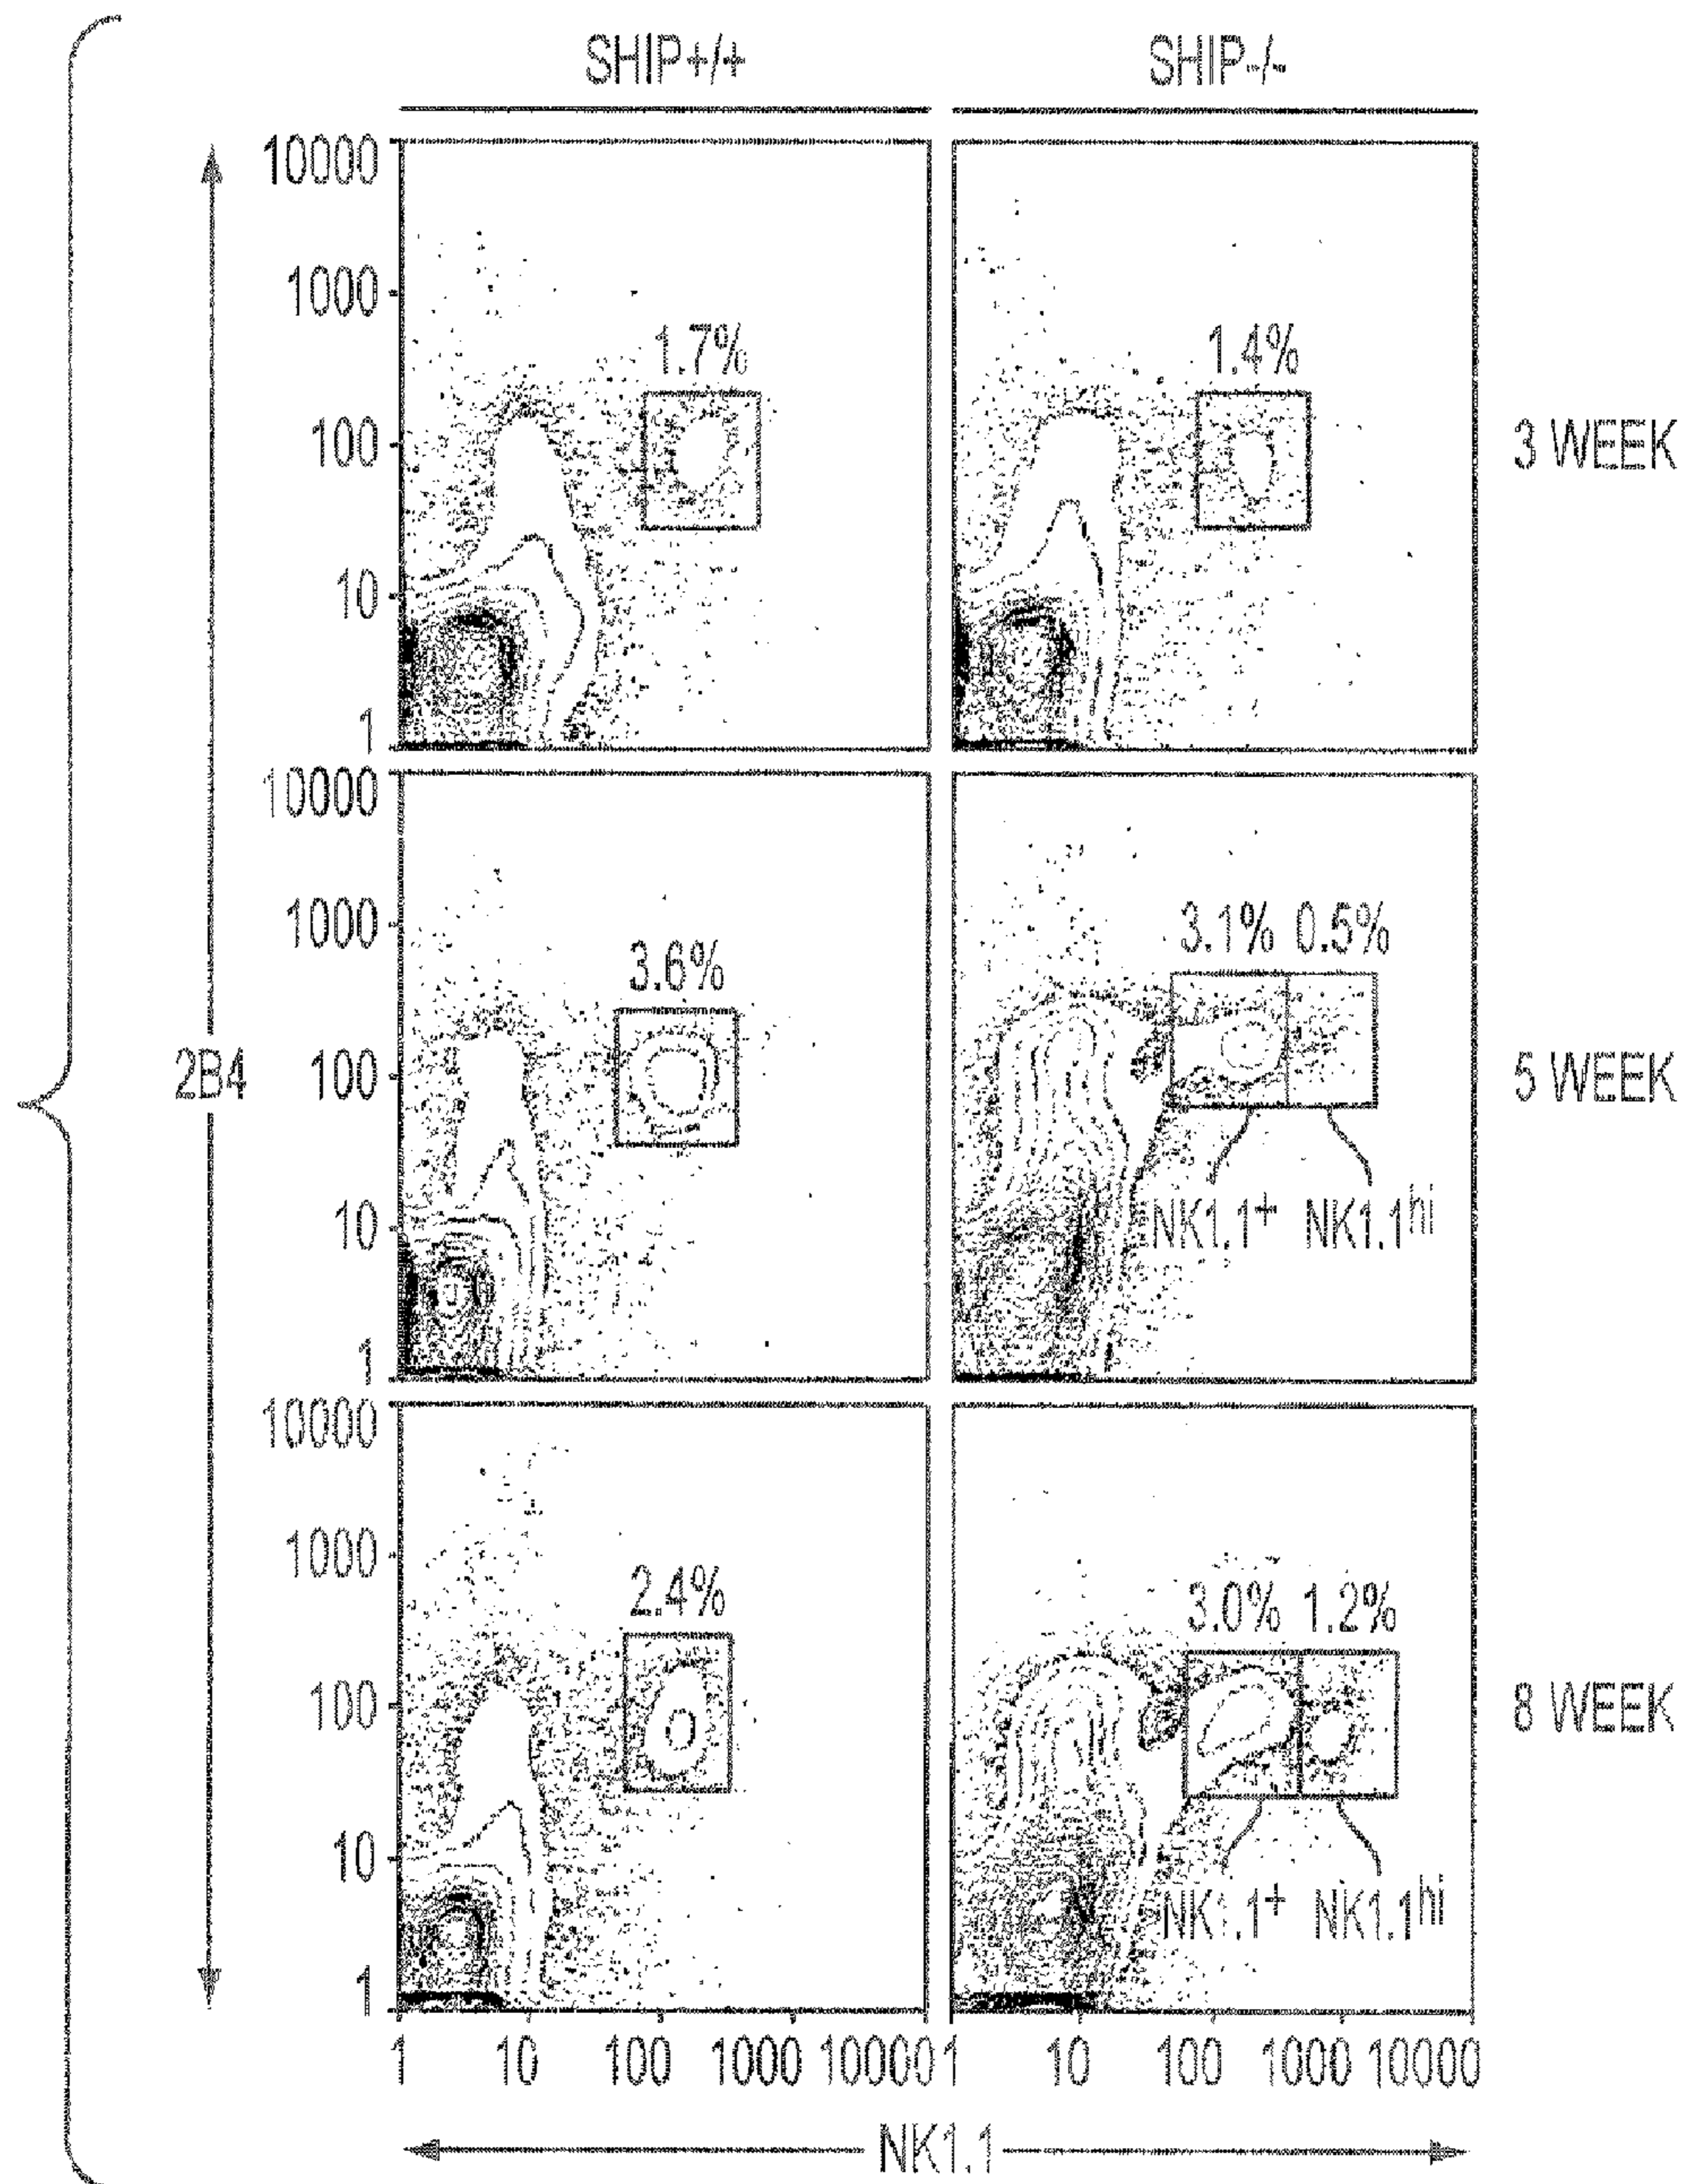 SHIP+/+ SHIP-/-
10000
1000
1.7% 1.4%
100
3 WEEK
10
1
10000
1000
3.6%
3.1% 0.5%
2B4
100
5 WEEK
10
NK1.1+ NK1.1hi
1
10000
1000
2.4%
3.0% 1.2%
100
8 WEEK
10
NK1.1+ NK1.1hi
1
1 10 100 1000 10000 1 10 100 1000 10000
NK1.1